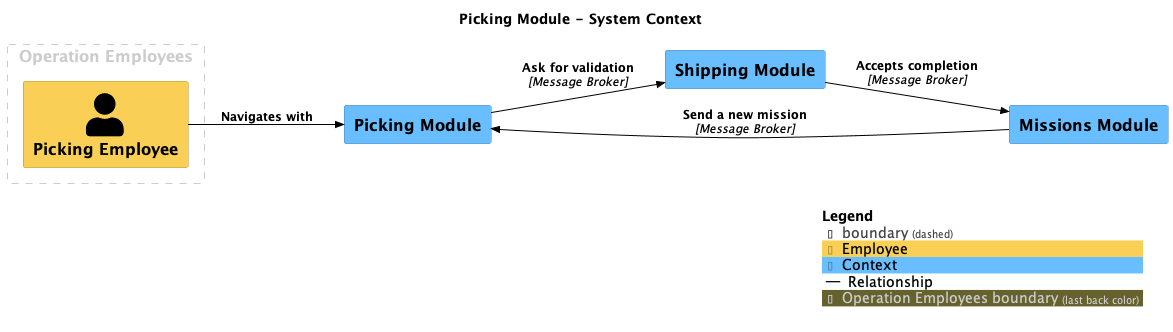 Picking Module - System Context
Operation Employees
Picking Employee
Navigates with
Picking Module
Ask for validation
[Message Broker]
Shipping Module
Accepts completion
[Message Broker]
Send a new mission
[Message Broker]
Missions Module
Legend
boundary (dashed)
Employee
Context
Relationship
Operation Employees boundary (last back color)